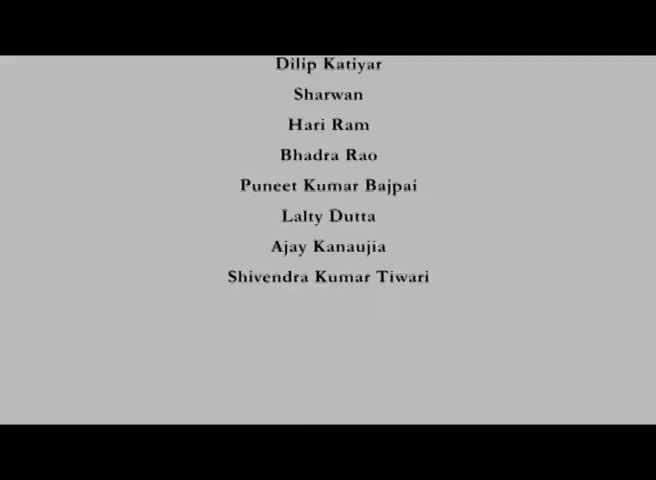 Dilip Katiyar
Sharwan
Hari Ram
Bhadra Rao
Puneet Kumar Bajpai
Lalty Dutta
Ajay Kanaujia
Shivendra Kumar Tiwari